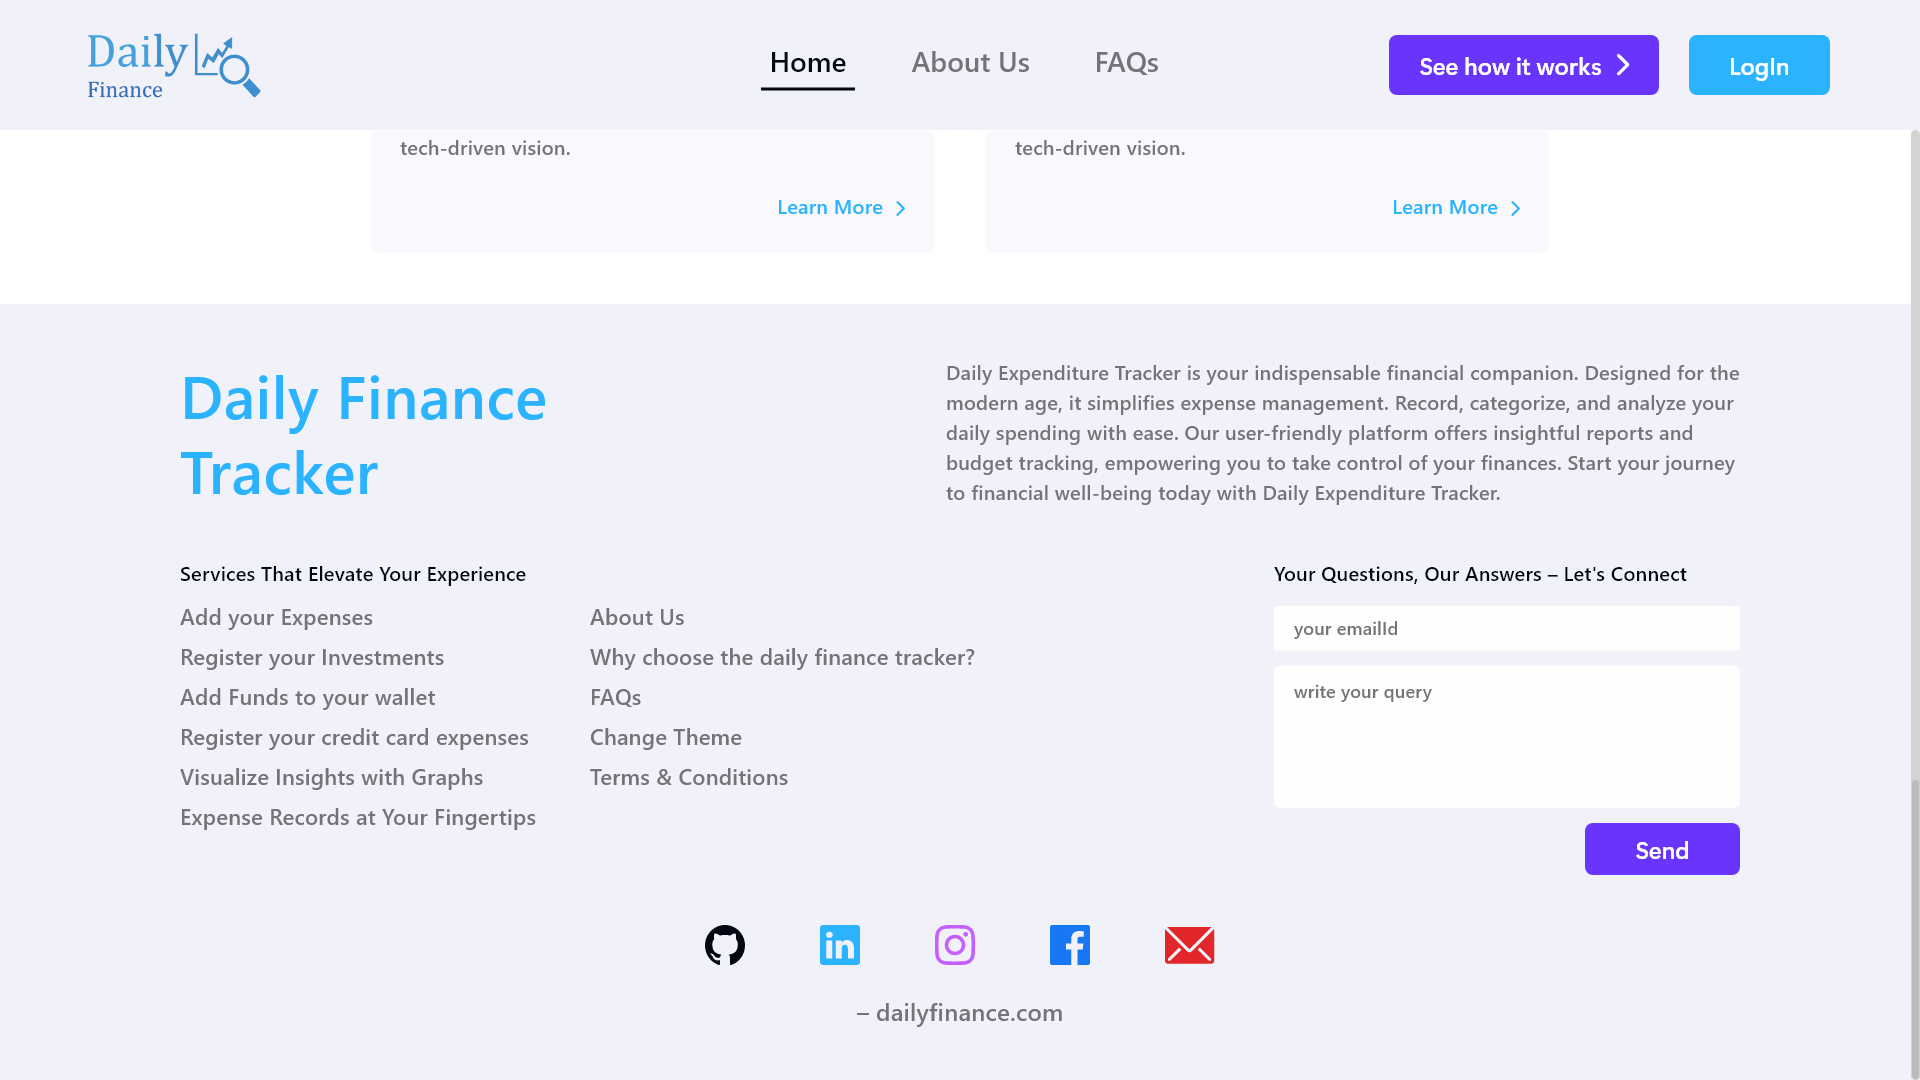 Daily
Finance
Home
About Us
FAQs
See how it works
LogIn
tech-driven vision.
tech-driven vision.
Learn More
Learn More
Daily Finance
Tracker
Daily Expenditure Tracker is your indispensable financial companion. Designed for the
modern age, it simplifies expense management. Record, categorize, and analyze your
daily spending with ease. Our user-friendly platform offers insightful reports and
budget tracking, empowering you to take control of your finances. Start your journey
to financial well-being today with Daily Expenditure Tracker.
Services That Elevate Your Experience
Add your Expenses
Register your Investments
Add Funds to your wallet
Register your credit card expenses
Visualize Insights with Graphs
Expense Records at Your Fingertips
About Us
Why choose the daily finance tracker?
FAQs
Change Theme
Terms & Conditions
Your Questions, Our Answers – Let's Connect
your emailId
write your query
Send
– dailyfinance.com